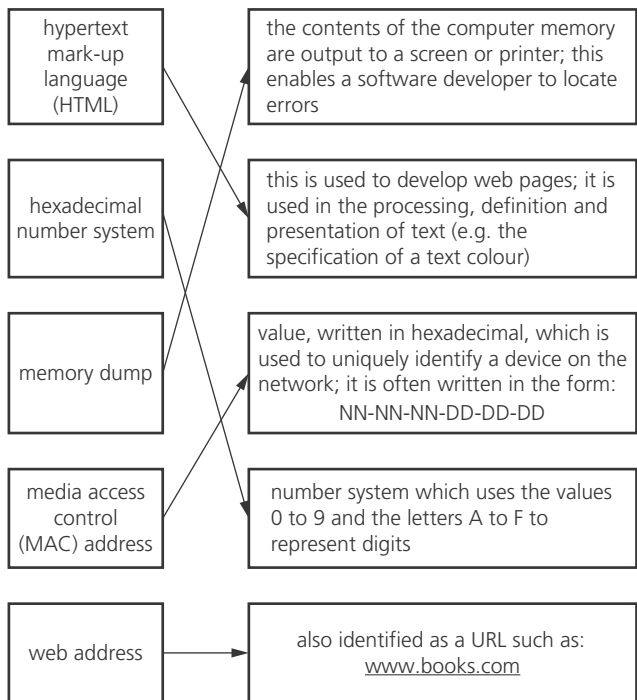 hypertext
mark-up
language
(HTML)
the contents of the computer memory
are output to a screen or printer; this
enables a software developer to locate
errors
hexadecimal
number system
this is used to develop web pages; it is
used in the processing, definition and
presentation of text (e.g. the
specification of a text colour)
memory dump
value, written in hexadecimal, which is
used to uniquely identify a device on the
network; it is often written in the form:
NN-NN-NN-DD-DD-DD
media access
control
(MAC) address
number system which uses the values
0 to 9 and the letters A to F to
represent digits
web address
also identified as a URL such as:
www.books.com